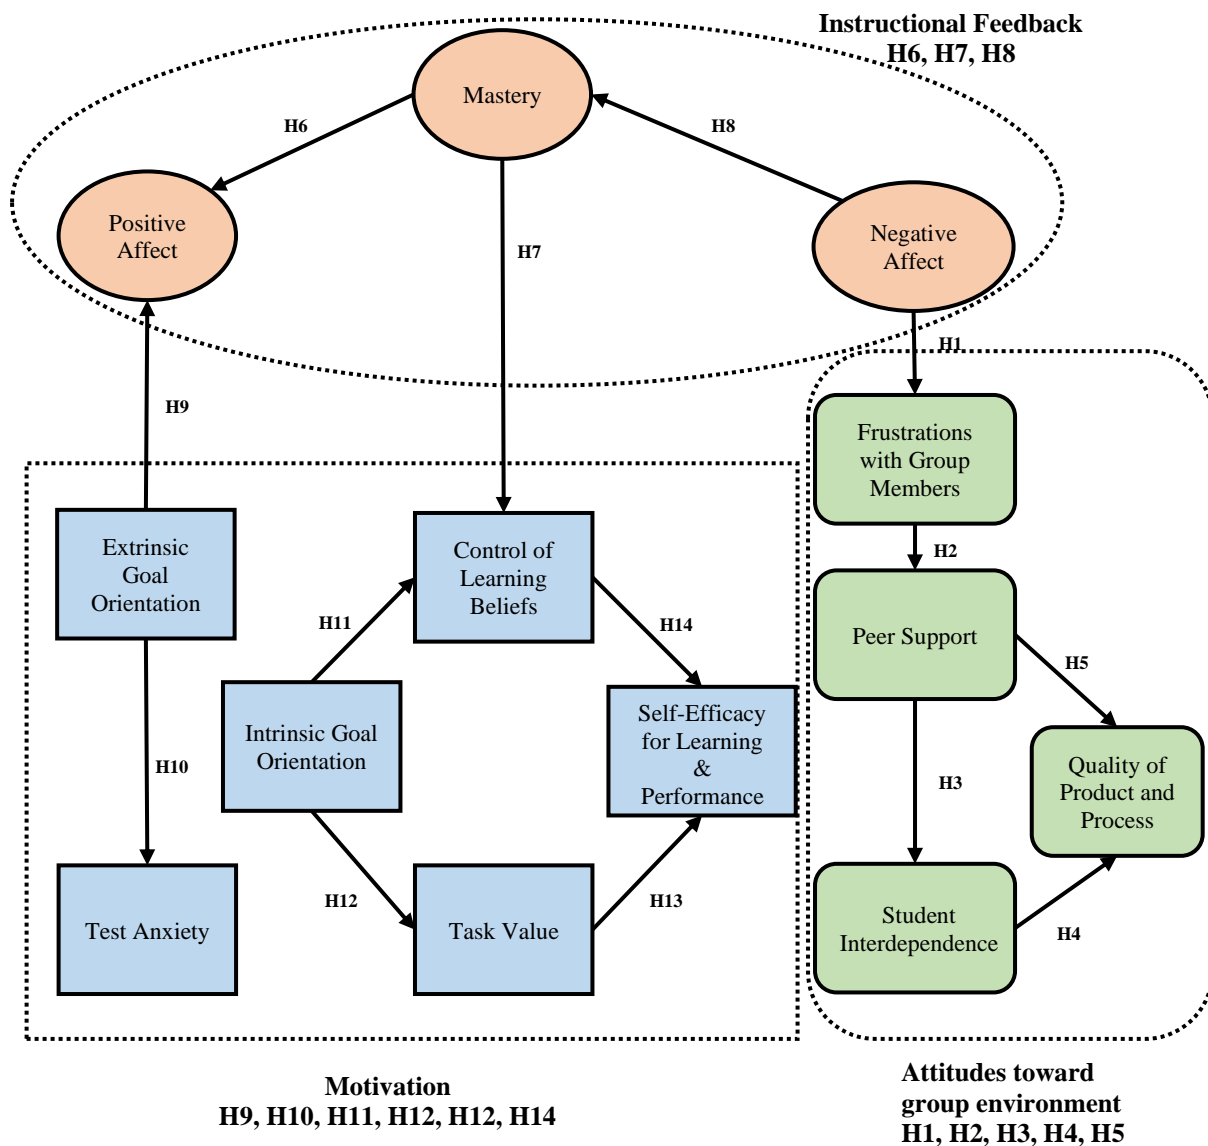 Instructional Feedback
H6, H7, H8
Mastery
H6
H8
Positive
Affect
H7
Negative
Affect
H1
H9
Frustrations
with Group
Members
Extrinsic
Goal
Orientation
Control of
Learning
Beliefs
H2
H11
H14
Peer Support
H5
Intrinsic Goal
Orientation
Self-Efficacy
for Learning
&
Performance
H10
H3
Quality of
Product and
Process
H12
H13
Test Anxiety
Task Value
Student
Interdependence
H4
Motivation
H9, H10, H11, H12, H12, H14
Attitudes toward
group environment
H1, H2, H3, H4, H5